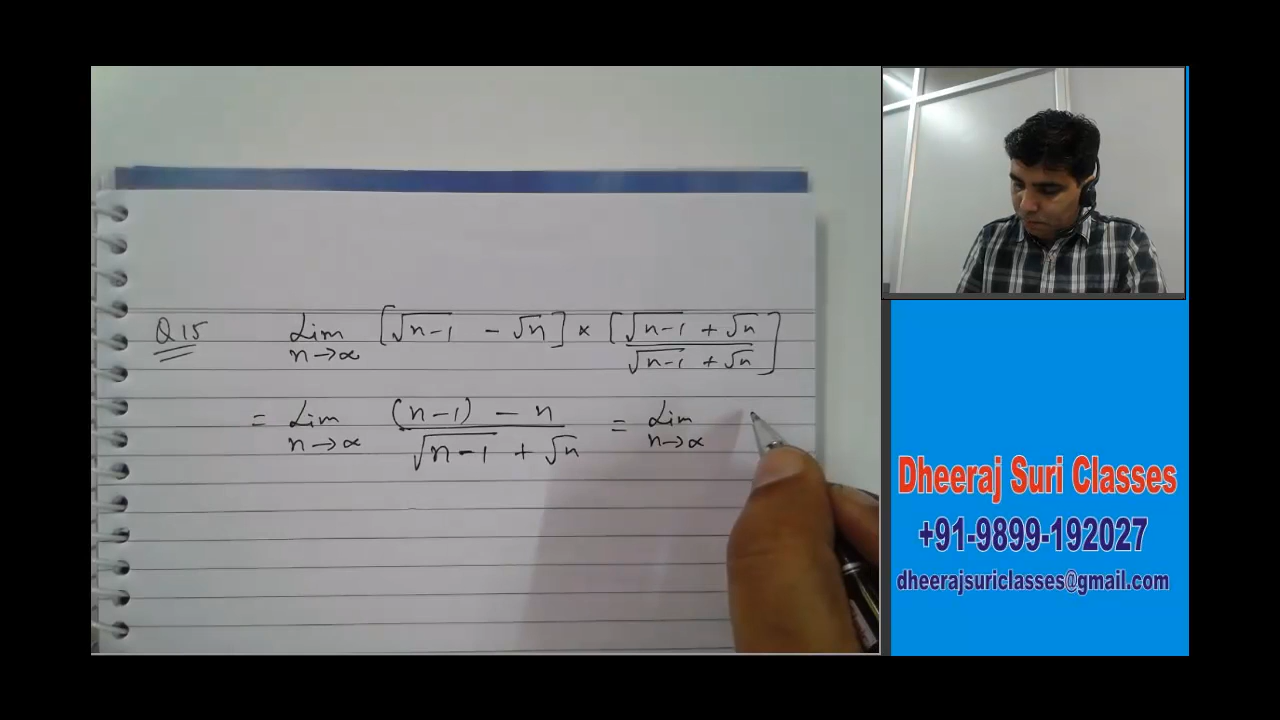 Q15 Lim n→∝ [√n-1 - √n] × [√n-1 + √n / √n-1 + √n]
= Lim n→∝ (n-1) - n / √n-1 + √n = Lim n→∝
Dheeraj Suri Classes
+91-9899-192027
dheerajsuriclasses@gmail.com